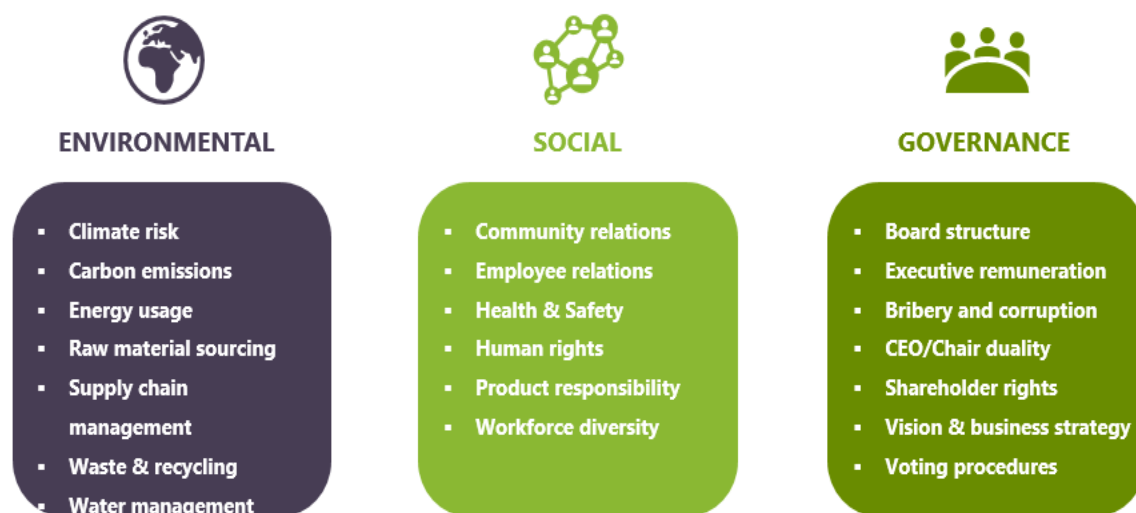 ENVIRONMENTAL
▪ Climate risk
▪ Carbon emissions
▪ Energy usage
▪ Raw material sourcing
▪ Supply chain
management
▪ Waste & recycling
▪ Water management
SOCIAL
▪ Community relations
▪ Employee relations
▪ Health & Safety
▪ Human rights
▪ Product responsibility
▪ Workforce diversity
GOVERNANCE
▪ Board structure
▪ Executive remuneration
▪ Bribery and corruption
▪ CEO/Chair duality
▪ Shareholder rights
▪ Vision & business strategy
▪ Voting procedures